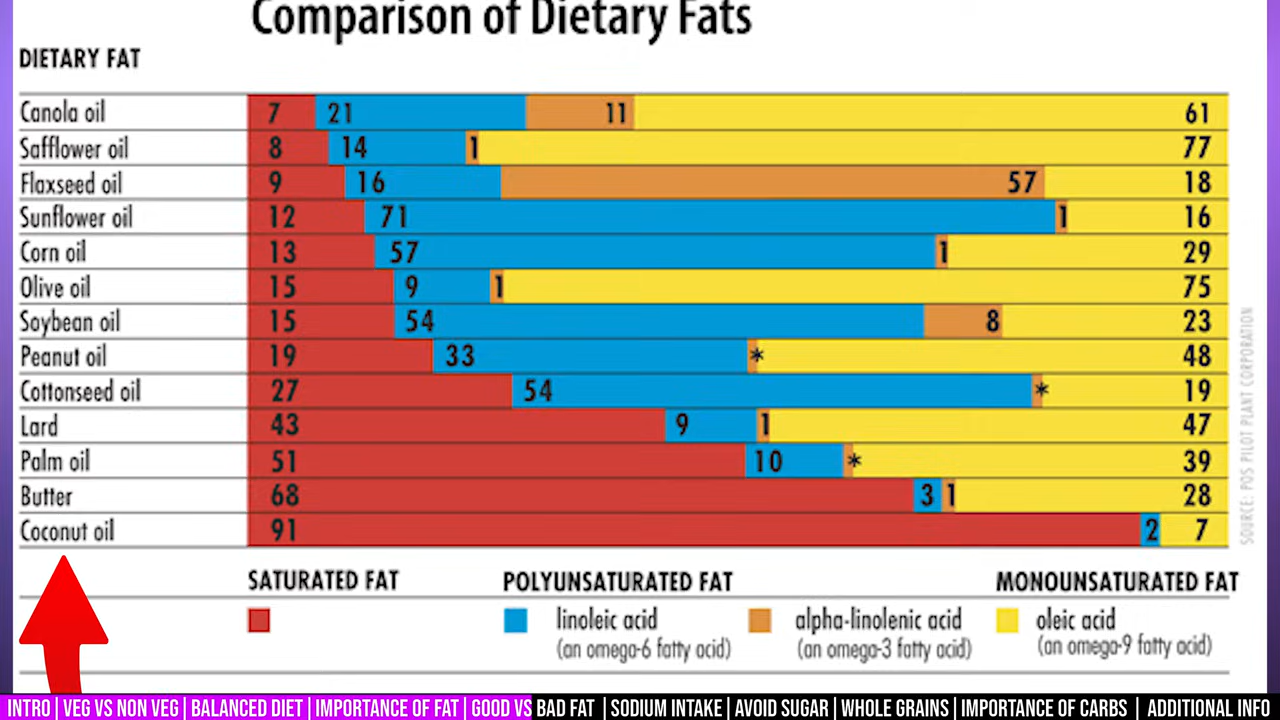 Comparison of Dietary Fats
DIETARY FAT
Canola oil 7 21 11 61
Safflower oil 8 14 1 77
Flaxseed oil 9 16 57 18
Sunflower oil 12 71 1 16
Corn oil 13 57 1 29
Olive oil 15 9 1 75
Soybean oil 15 54 8 23
Peanut oil 19 33 * 48
Cottonseed oil 27 54 * 19
Lard 43 9 1 47
Palm oil 51 10 * 39
Butter 68 3 1 28
Coconut oil 91 2 7
SOURCE: POS PILOT PLANT CORPORATION
SATURATED FAT POLYUNSATURATED FAT MONOUNSATURATED FAT
linoleic acid alpha-linolenic acid oleic acid
(an omega-6 fatty acid) (an omega-3 fatty acid) (an omega-9 fatty acid)
INTRO | VEG VS NON VEG | BALANCED DIET | IMPORTANCE OF FAT | GOOD VS BAD FAT | SODIUM INTAKE | AVOID SUGAR | WHOLE GRAINS | IMPORTANCE OF CARBS | ADDITIONAL INFO